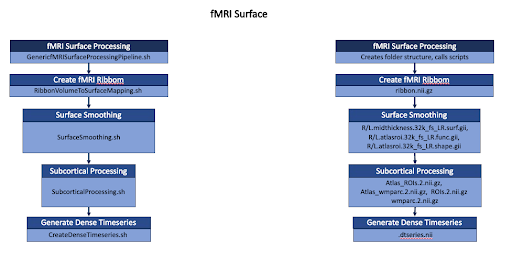 fMRI Surface
fMRI Surface Processing
GenericfMRISurfaceProcessingPipeline.sh
Create fMRI Ribbom
RibbonVolumeToSurfaceMapping.sh
Surface Smoothing
SurfaceSmoothing.sh
Subcortical Processing
SubcorticalProcessing.sh
Generate Dense Timeseries
CreateDenseTimeseries.sh
fMRI Surface Processing
Creates folder structure, calls scripts
Create fMRI Ribbom
ribbon.nii.gz
Surface Smoothing
R/L.midthickness.32k_fs_LR.surf.gii,
R/L.atlasroi.32k_fs_LR.func.gii,
R/L.atlasroi.32k_fs_LR.shape.gii
Subcortical Processing
Atlas_ROIs.2.nii.gz,
Atlas_wmparc.2.nii.gz, ROIs.2.nii.gz
wmparc.2.nii.gz
Generate Dense Timeseries
.dtseries.nii